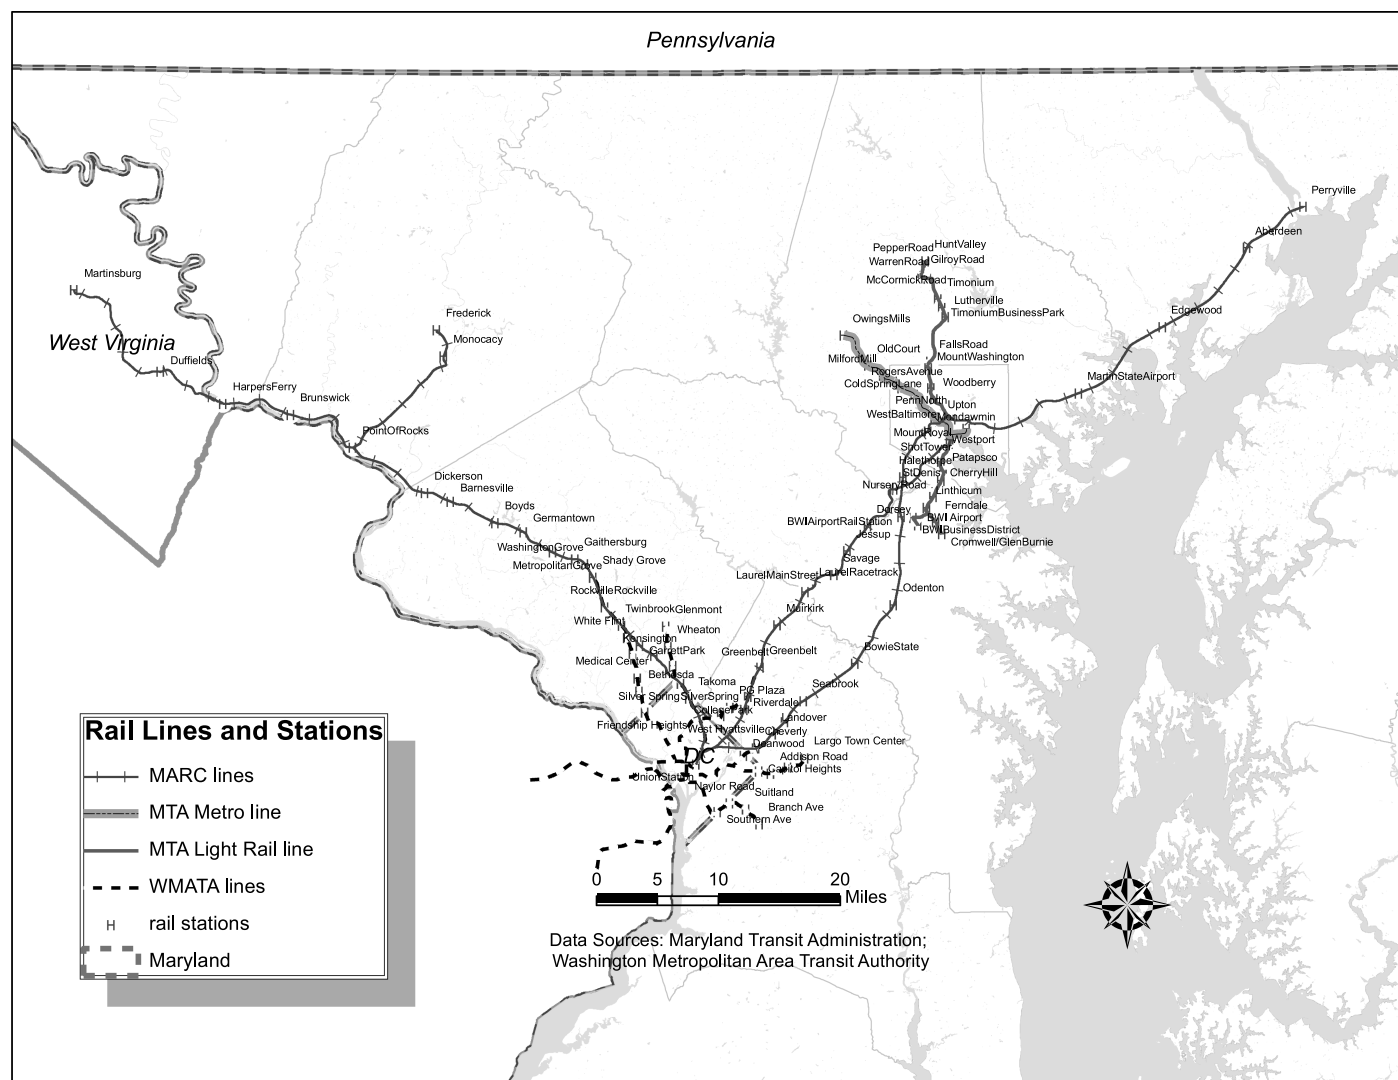 Pennsylvania
Perryville
Aberdeen
HuntValley
PepperRoad
WarrenRoad
GilroyRoad
Martinsburg
McCormickRoad
Timonium
Lutherville
Edgewood
Frederick
TimoniumBusinessPark
OwingsMills
Monocacy
West Virginia
FallsRoad
OldCourt
MountWashington
Duffields
MilfordMill
RogersAvenue
MartinStateAirport
HarpersFerry
ColdSpringLane
Woodberry
Brunswick
PennNorth
Upton
WestBaltimore
Mondawmin
PointOfRocks
MountRoyal
Westport
ShotTower
Patapsco
Halethorpe
StDenis
CherryHill
Dickerson
Nursery Road
Barnesville
Linthicum
Boyds
Ferndale
Dorsey
Germantown
BWI Airport
BWIAirportRailStation
BWIBusinessDistrict
Jessup
Cromwell/GlenBurnie
Gaithersburg
WashingtonGrove
Savage
Shady Grove
MetropolitanGrove
LaurelRacetrack
LaurelMainStreet
RockvilleRockville
Odenton
TwinbrookGlenmont
Muirkirk
White Flint
Wheaton
Kensington
BowieState
GarrettPark
GreenbeltGreenbelt
Medical Center
Bethesda
Takoma
Seabrook
PG Plaza
Silver SpringSilverSpring
Riverdale
CollegePark
Landover
Friendship Heights
West Hyattsville
Cheverly
Deanwood
Largo Town Center
DC
Addison Road
Capitol Heights
UnionStation
Naylor Road
Suitland
Branch Ave
Southern Ave
Rail Lines and Stations
MARC lines
MTA Metro line
MTA Light Rail line
WMATA lines
rail stations
Maryland
0 5 10 20
Miles
Data Sources: Maryland Transit Administration;
Washington Metropolitan Area Transit Authority